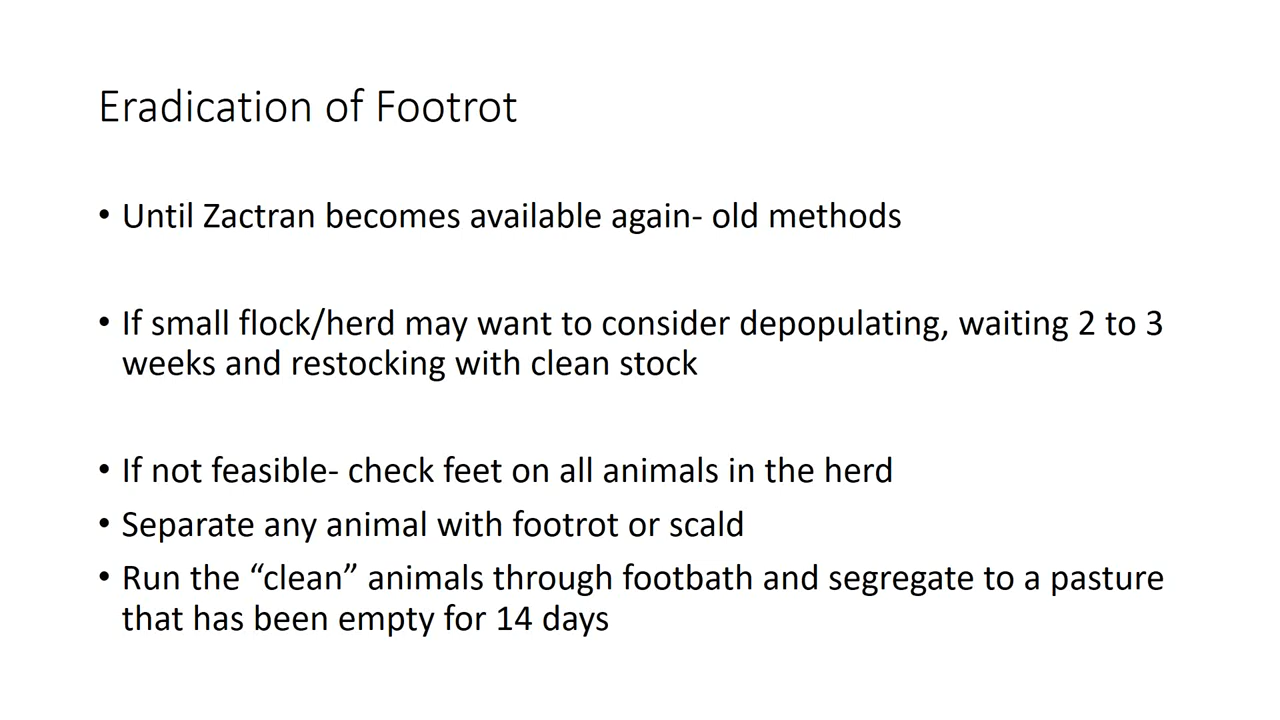 Eradication of Footrot
• Until Zactran becomes available again- old methods
• If small flock/herd may want to consider depopulating, waiting 2 to 3
weeks and restocking with clean stock
• If not feasible- check feet on all animals in the herd
• Separate any animal with footrot or scald
• Run the “clean” animals through footbath and segregate to a pasture
that has been empty for 14 days